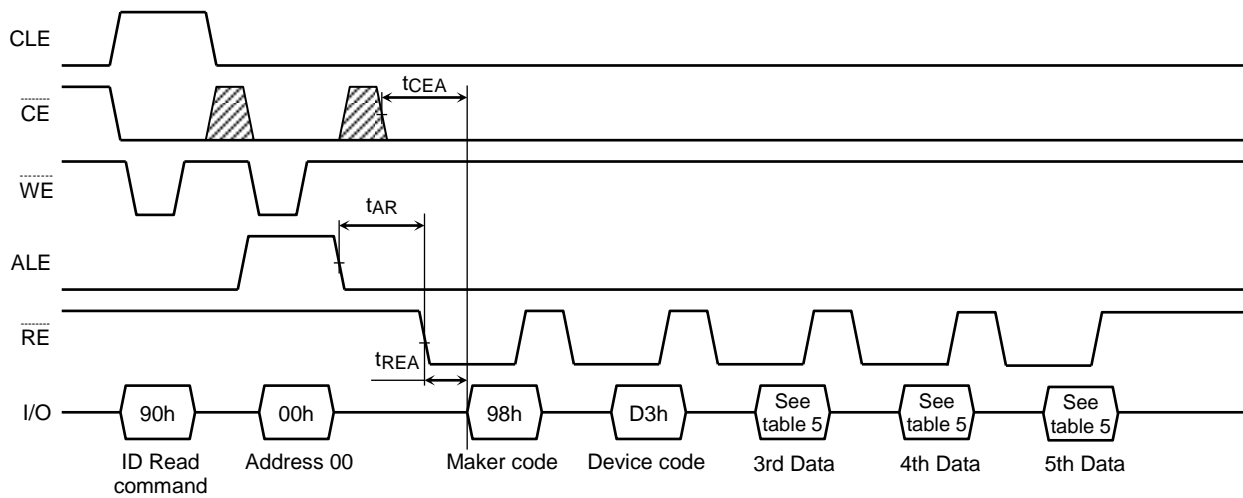 CLE
tCEA
CE
WE
tAR
ALE
RE
tREA
I/O
90h
00h
98h
D3h
See
table 5
See
table 5
See
table 5
ID Read
command
Address 00
Maker code
Device code
3rd Data
4th Data
5th Data